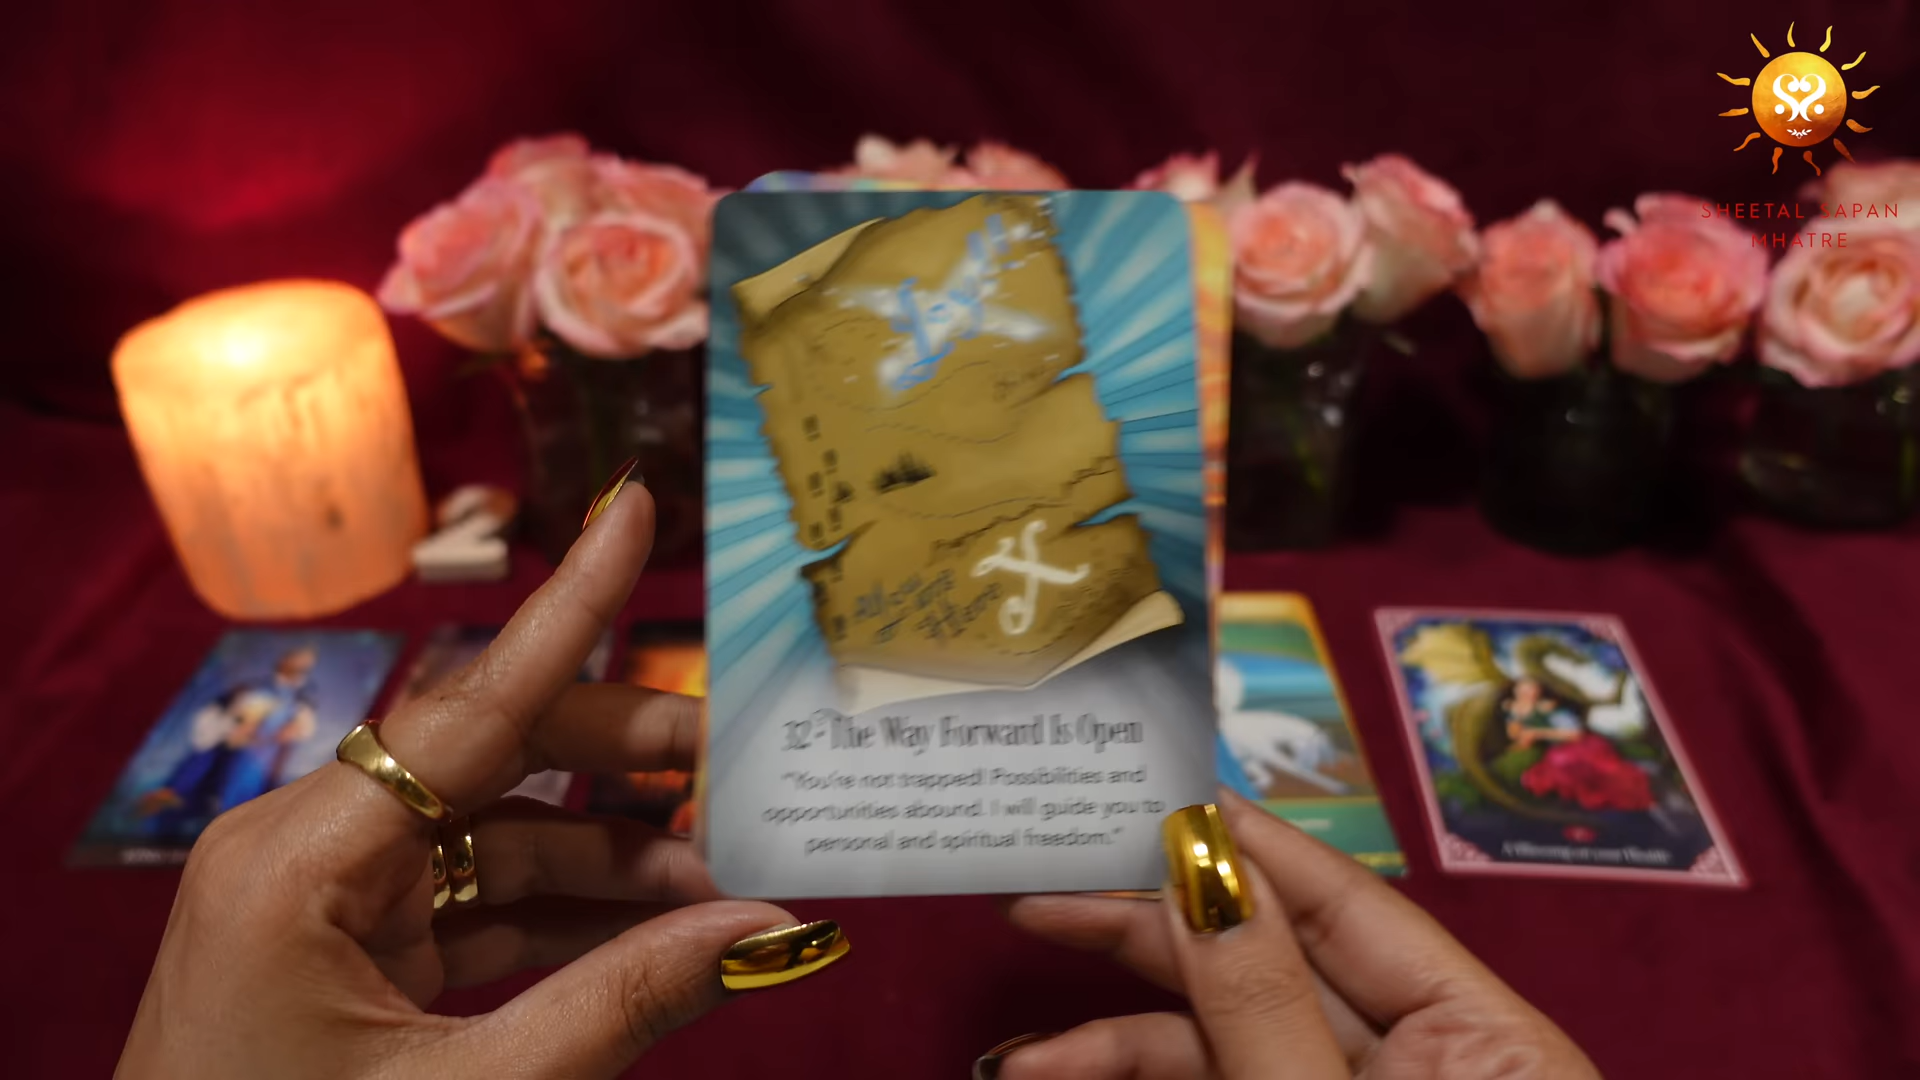 SHEETAL SAPAN
MHATRE
Joy!
32 - The Way Forward Is Open
"You're not trapped! Possibilities and
opportunities abound. I will guide you to
personal and spiritual freedom."